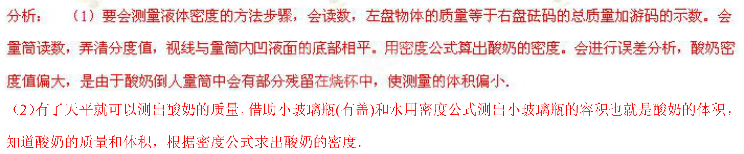 分析： （1）要会测量液体密度的方法步骤，会读数，左盘物体的质量等于右盘砝码的总质量加游码的示数。会
量筒读数，弄清分度值，视线与量筒内凹液面的底部相平。用密度公式算出酸奶的密度。会进行误差分析，酸奶密
度值偏大，是由于酸奶倒人量筒中会有部分残留在烧杯中，使测量的体积偏小．
（2）有了天平就可以测出酸奶的质量，借助小玻璃瓶(有盖)和水用密度公式测出小玻璃瓶的容积也就是酸奶的体积，
知道酸奶的质量和体积，根据密度公式求出酸奶的密度．